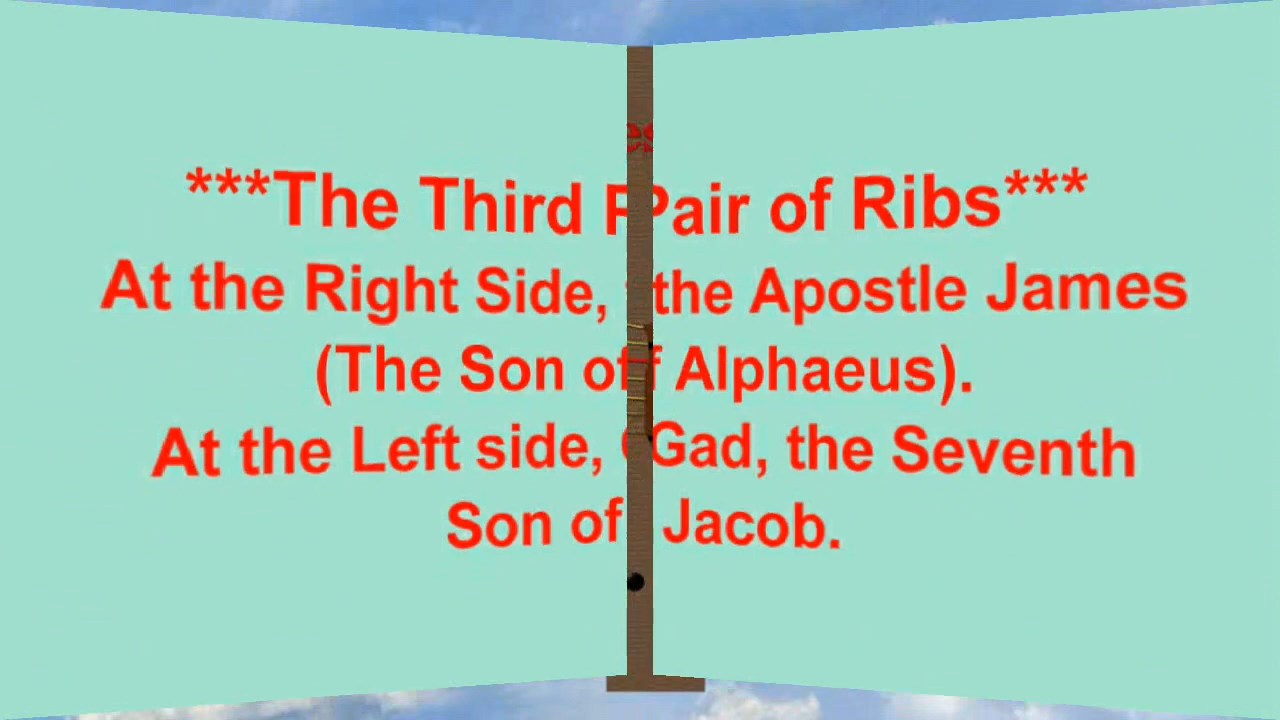 ***The Third Pair of Ribs***
At the Right Side, the Apostle James
(The Son of Alphaeus).
At the Left side, Gad, the Seventh
Son of Jacob.